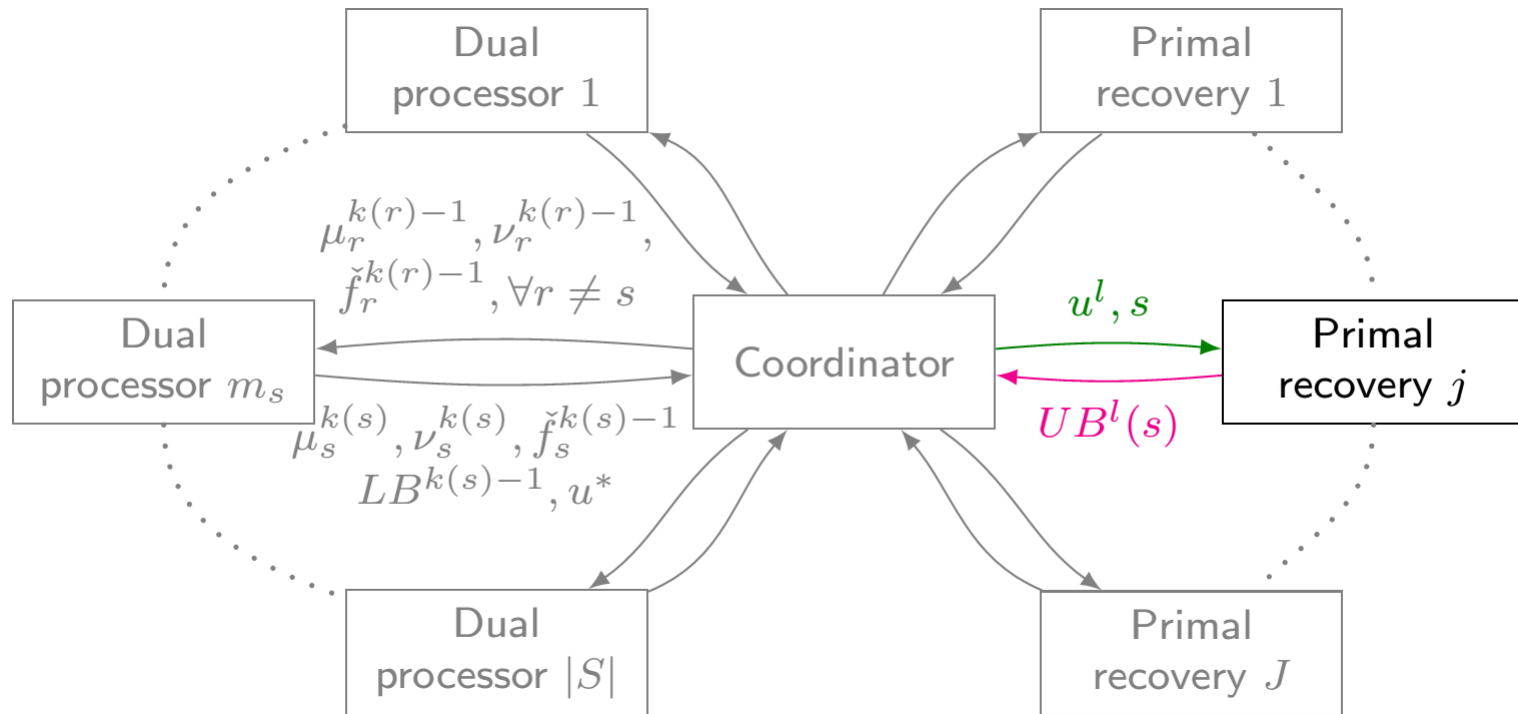 Dual
processor 1
Primal
recovery 1
μ_r^{k(r)−1}, ν_r^{k(r)−1},
f̌_r^{k(r)−1}, ∀r ≠ s
u^l, s
Dual
processor m_s
Coordinator
Primal
recovery j
μ_s^{k(s)}, ν_s^{k(s)}, f̌_s^{k(s)−1}
LB^{k(s)−1}, u^*
UB^l(s)
Dual
processor |S|
Primal
recovery J